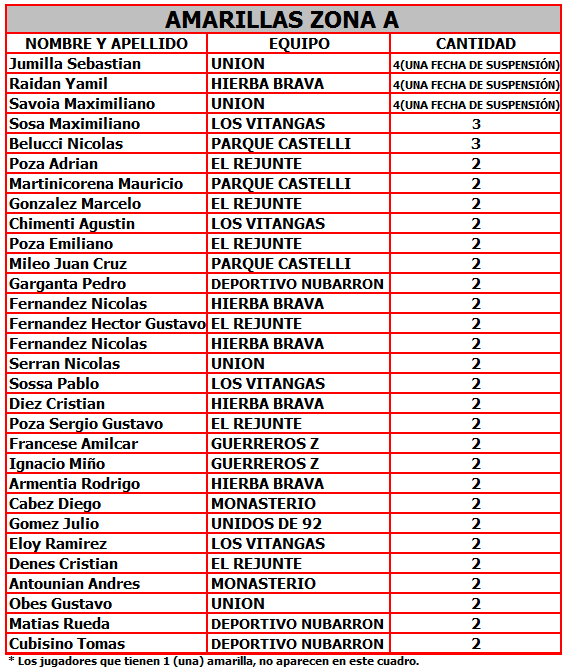 AMARILLAS ZONA A
NOMBRE Y APELLIDO EQUIPO CANTIDAD
Jumilla Sebastian UNION 4(UNA FECHA DE SUSPENSIÓN)
Raidan Yamil HIERBA BRAVA 4(UNA FECHA DE SUSPENSIÓN)
Savoia Maximiliano UNION 4(UNA FECHA DE SUSPENSIÓN)
Sosa Maximiliano LOS VITANGAS 3
Belucci Nicolas PARQUE CASTELLI 3
Poza Adrian EL REJUNTE 2
Martinicorena Mauricio PARQUE CASTELLI 2
Gonzalez Marcelo EL REJUNTE 2
Chimenti Agustin LOS VITANGAS 2
Poza Emiliano EL REJUNTE 2
Mileo Juan Cruz PARQUE CASTELLI 2
Garganta Pedro DEPORTIVO NUBARRON 2
Fernandez Nicolas HIERBA BRAVA 2
Fernandez Hector Gustavo EL REJUNTE 2
Fernandez Nicolas HIERBA BRAVA 2
Serran Nicolas UNION 2
Sossa Pablo LOS VITANGAS 2
Diez Cristian HIERBA BRAVA 2
Poza Sergio Gustavo EL REJUNTE 2
Francese Amilcar GUERREROS Z 2
Ignacio Miño GUERREROS Z 2
Armentia Rodrigo HIERBA BRAVA 2
Cabez Diego MONASTERIO 2
Gomez Julio UNIDOS DE 92 2
Eloy Ramirez LOS VITANGAS 2
Denes Cristian EL REJUNTE 2
Antounian Andres MONASTERIO 2
Obes Gustavo UNION 2
Matias Rueda DEPORTIVO NUBARRON 2
Cubisino Tomas DEPORTIVO NUBARRON 2
* Los jugadores que tienen 1 (una) amarilla, no aparecen en este cuadro.